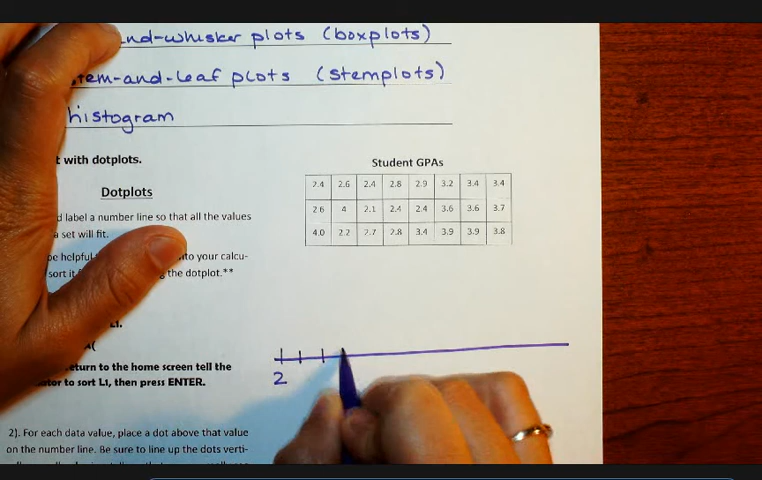 nd-whisker plots (boxplots)
tem-and-leaf plots (stemplots)
histogram
t with dotplots.
Student GPAs
Dotplots
2.4 2.6 2.4 2.8 2.9 3.2 3.4 3.4
2.6 4 2.1 2.4 2.4 3.6 3.6 3.7
4.0 2.2 2.7 2.8 3.4 3.9 3.9 3.8
d label a number line so that all the values
a set will fit.
be helpful to your calcu-
sort it the dotplot.**
L1.
A(
eturn to the home screen tell the
to sort L1, then press ENTER.
2
2). For each data value, place a dot above that value
on the number line. Be sure to line up the dots verti-